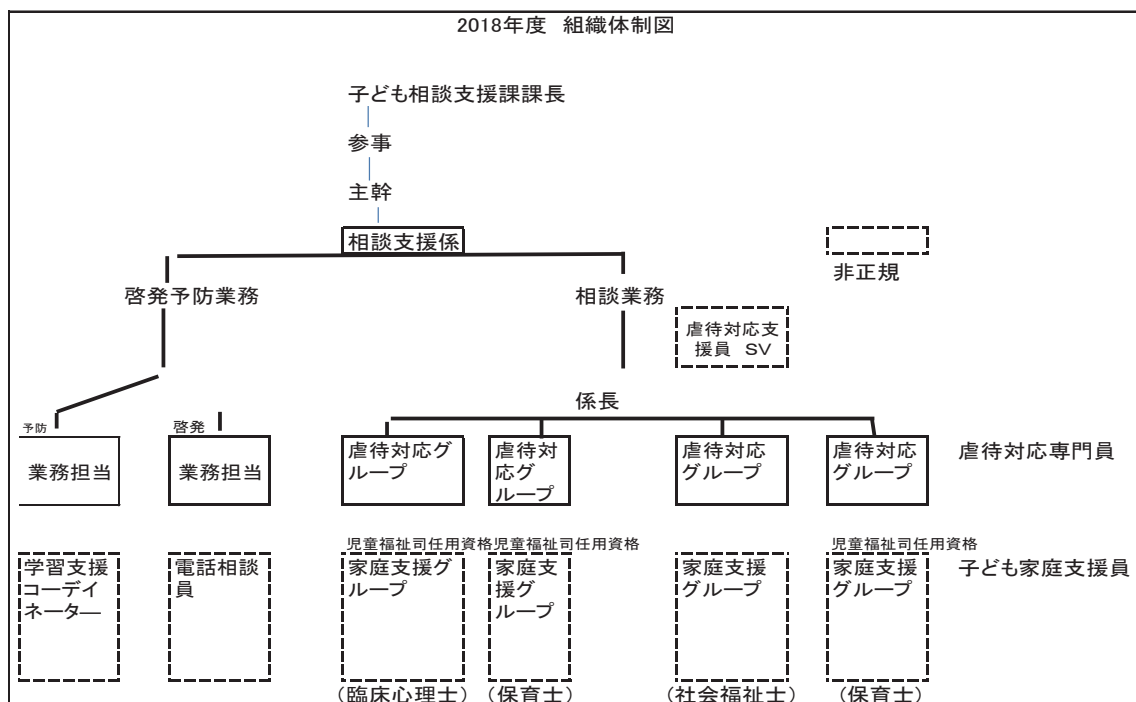 2018年度 組織体制図
子ども相談支援課課長
参事
主幹
相談支援係
非正規
啓発予防業務
相談業務
虐待対応支
援員 SV
係長
予防
業務担当
啓発
業務担当
虐待対応グ
ループ
虐待対
応グ
ループ
虐待対応
グループ
虐待対応
グループ
虐待対応専門員
学習支援
コーデイ
ネーター
電話相談
員
児童福祉司任用資格
家庭支援グ
ループ
(臨床心理士)
児童福祉司任用資格
家庭支
援グ
ループ
(保育士)
家庭支援
グループ
(社会福祉士)
児童福祉司任用資格
家庭支援
グループ
(保育士)
子ども家庭支援員